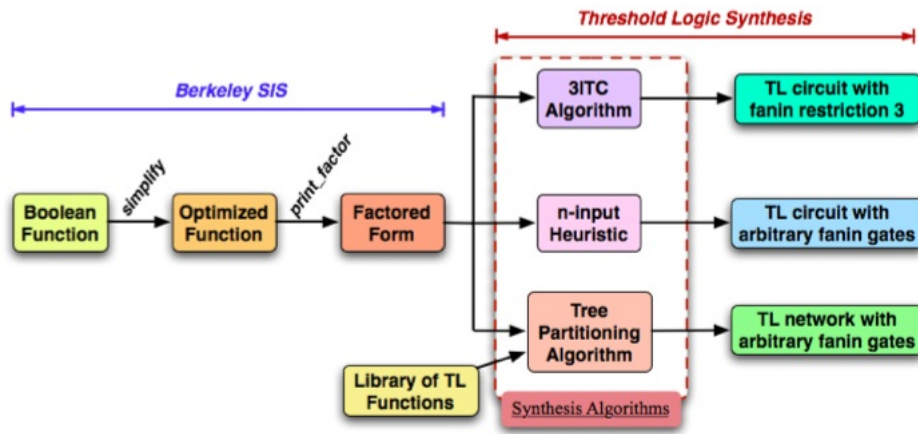 Threshold Logic Synthesis
Berkeley SIS
simplify
print_factor
Boolean
Function
Optimized
Function
Factored
Form
3ITC
Algorithm
TL circuit with
fanin restriction 3
n-input
Heuristic
TL circuit with
arbitrary fanin gates
Tree
Partitioning
Algorithm
TL network with
arbitrary fanin gates
Library of TL
Functions
Synthesis Algorithms